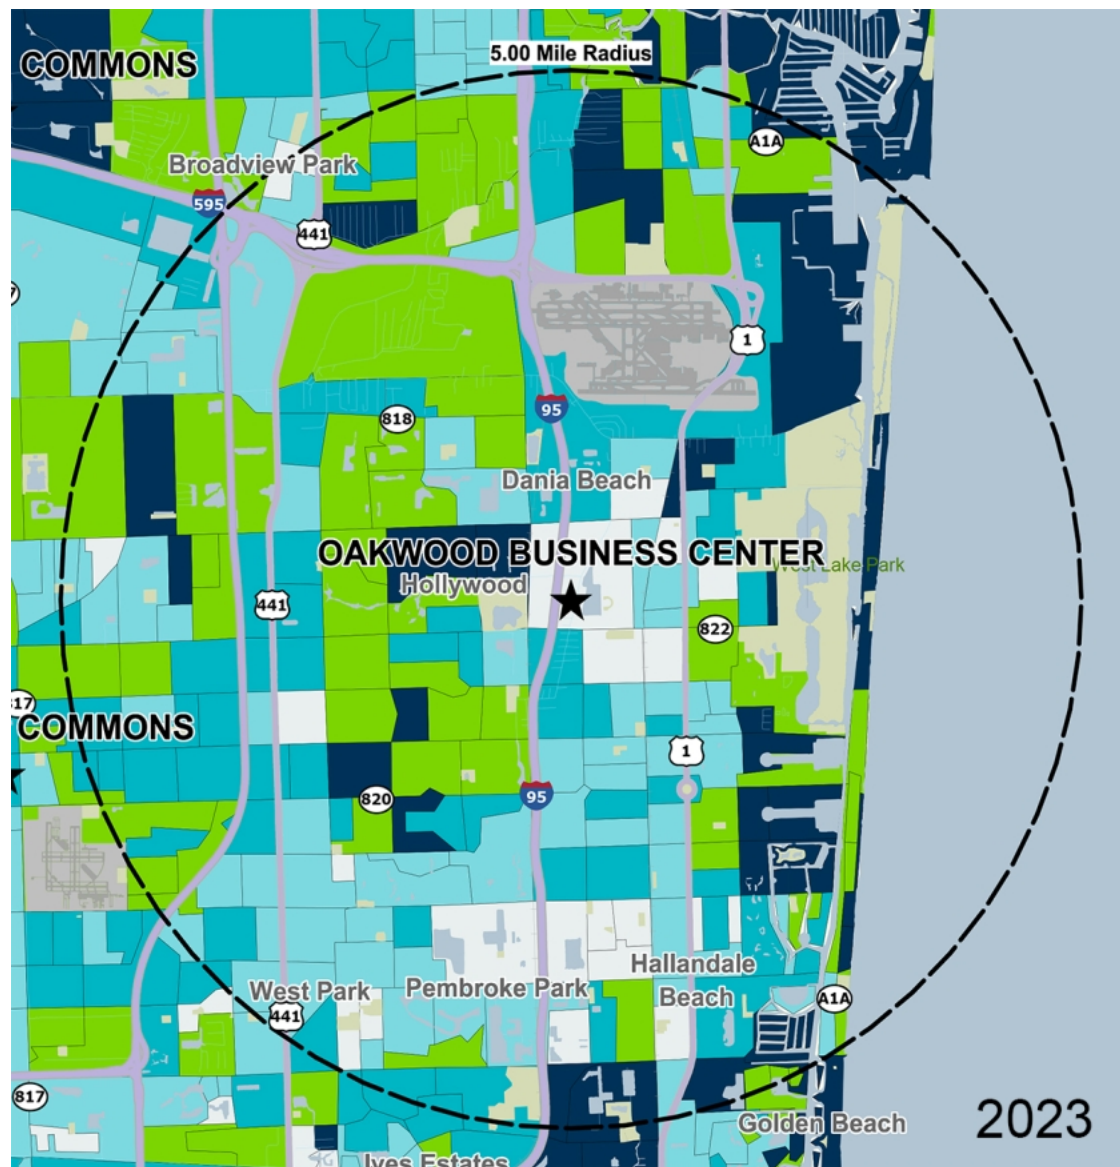 5.00 Mile Radius
COMMONS
A1A
Broadview Park
595
441
1
95
818
Dania Beach
OAKWOOD BUSINESS CENTER
West Lake Park
Hollywood
441
822
817
COMMONS
1
95
820
Hallandale
Beach
West Park
Pembroke Park
A1A
441
817
Golden Beach
2023
Ives Estates